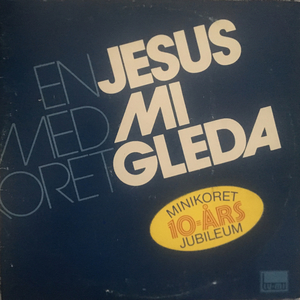 EN JESUS
MED MI
KORET GLEDA
MINIKORET
10-ÅRS
JUBILEUM